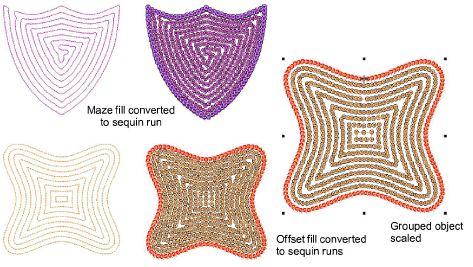 Maze fill converted
to sequin run
Offset fill converted
to sequin runs
Grouped object
scaled